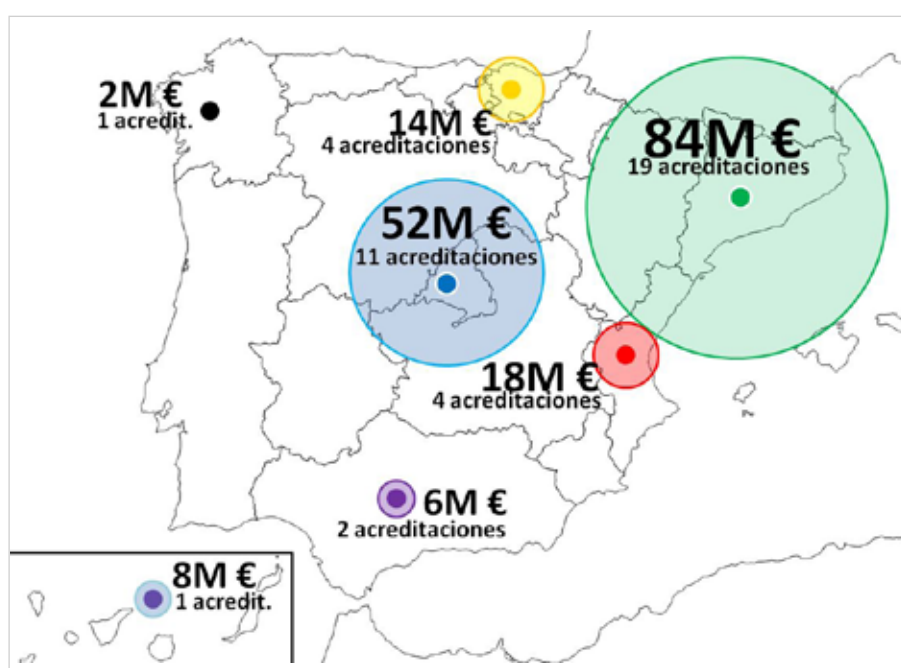 2M €
1 acredit.
14M €
4 acreditaciones
84M €
19 acreditaciones
52M €
11 acreditaciones
18M €
4 acreditaciones
6M €
2 acreditaciones
8M €
1 acredit.